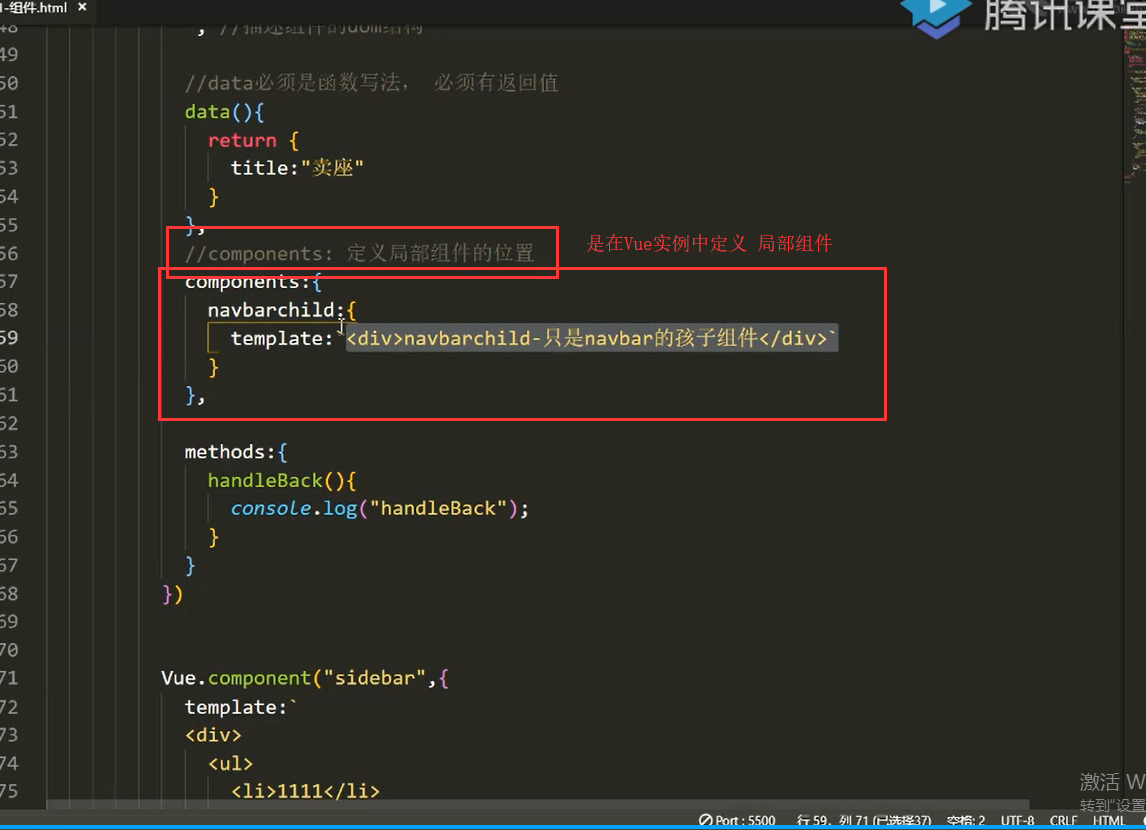 1-组件.html ×
腾讯课堂
48 , //描述组件的dom结构
49
50 //data必须是函数写法， 必须有返回值
51 data(){
52 return {
53 title:"卖座"
54 }
55 },
56 //components: 定义局部组件的位置 是在Vue实例中定义 局部组件
57 components:{
58 navbarchild:{
59 template:`<div>navbarchild-只是navbar的孩子组件</div>`
60 }
61 },
62
63 methods:{
64 handleBack(){
65 console.log("handleBack");
66 }
67 }
68 })
69
70
71 Vue.component("sidebar",{
72 template:`
73 <div>
74 <ul>
75 <li>1111</li>
激活 W
转到"设置
Port : 5500 行 59，列 71 (已选择37) 空格: 2 UTF-8 CRLF HTML